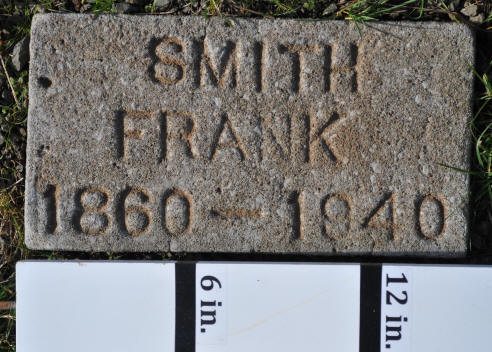 SMITH
FRANK
1860 — 1940
6 in.
12 in.